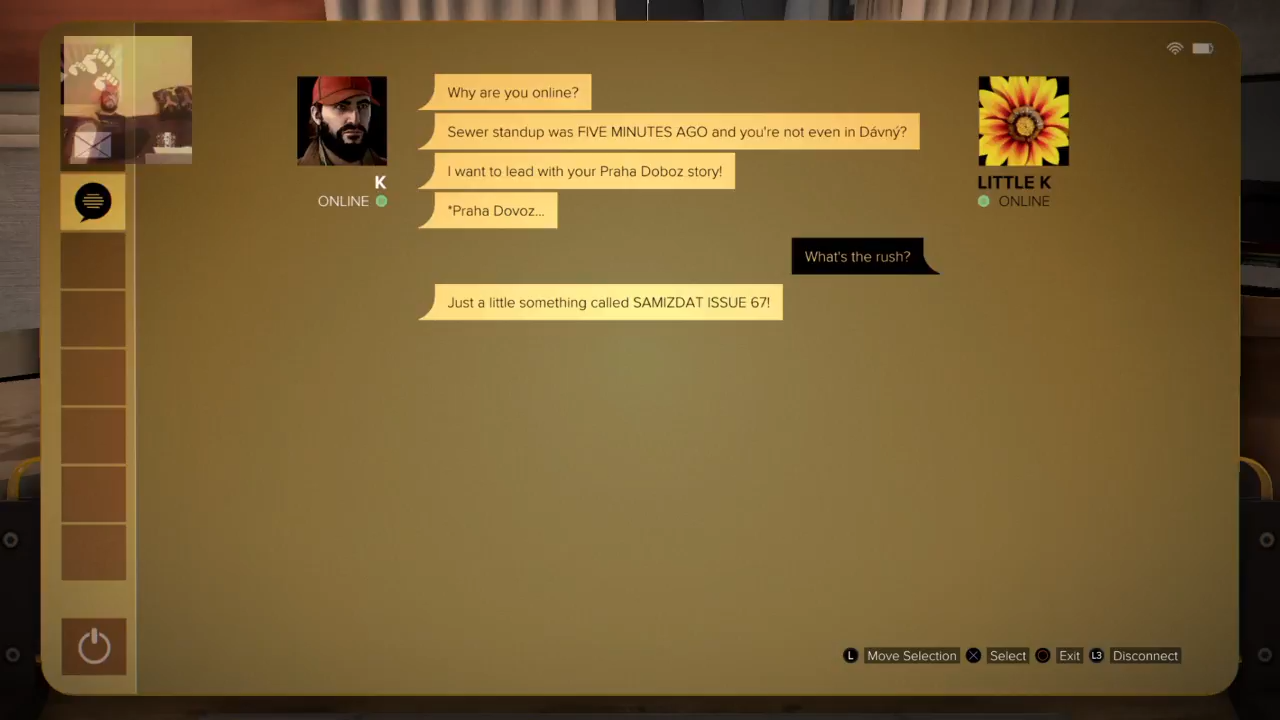 Why are you online?
Sewer standup was FIVE MINUTES AGO and you're not even in Dávný?
I want to lead with your Praha Doboz story!
*Praha Dovoz...
K
ONLINE
LITTLE K
ONLINE
What's the rush?
Just a little something called SAMIZDAT ISSUE 67!
L Move Selection Select Exit L3 Disconnect